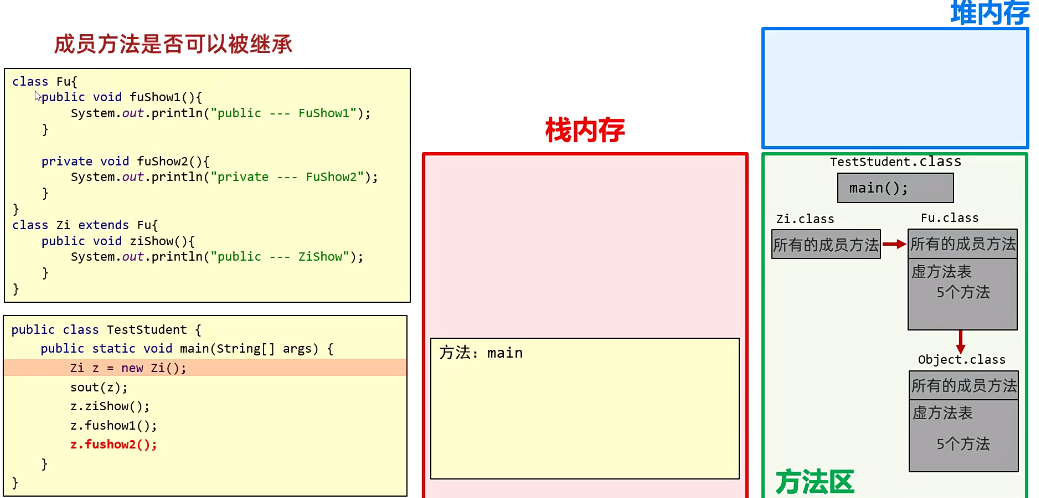 成员方法是否可以被继承
class Fu{
public void fuShow1(){
System.out.println("public --- FuShow1");
}
private void fuShow2(){
System.out.println("private --- FuShow2");
}
}
class Zi extends Fu{
public void ziShow(){
System.out.println("public --- ZiShow");
}
}
public class TestStudent {
public static void main(String[] args) {
Zi z = new Zi();
sout(z);
z.ziShow();
z.fushow1();
z.fushow2();
}
}
栈内存
方法：main
堆内存
TestStudent.class
main();
Zi.class
所有的成员方法
Fu.class
所有的成员方法
虚方法表
5个方法
Object.class
所有的成员方法
虚方法表
5个方法
方法区